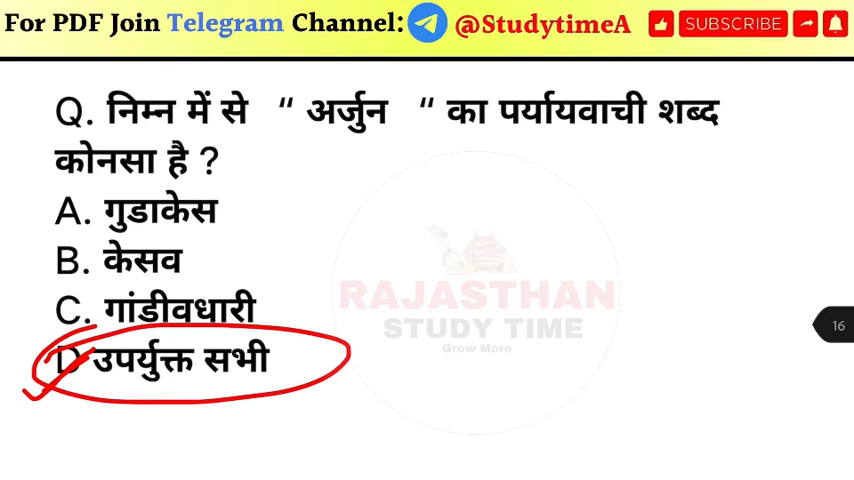 For PDF Join Telegram Channel: @StudytimeA SUBSCRIBE
Q. निम्न में से “ अर्जुन “ का पर्यायवाची शब्द
कोनसा है ?
A. गुडाकेस
B. केसव
C. गांडीवधारी
D उपर्युक्त सभी
RAJASTHAN
STUDY TIME
Grow More
16